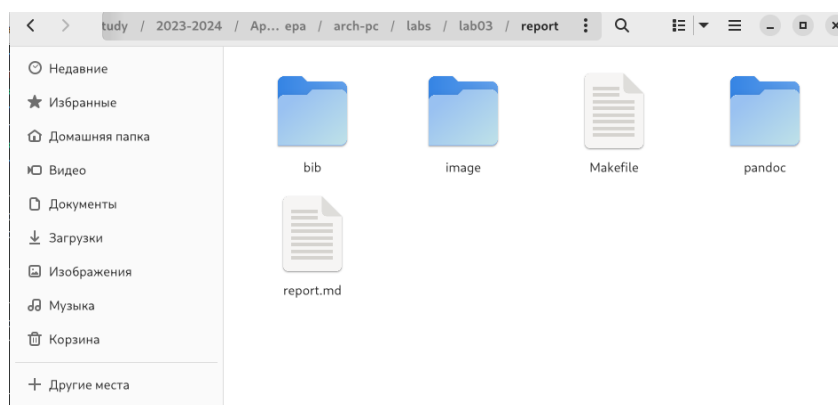 tudy / 2023-2024 / Ap... ера / arch-pc / labs / lab03 / report
Недавние
Избранные
Домашняя папка
Видео
Документы
Загрузки
Изображения
Музыка
Корзина
Другие места
bib image Makefile pandoc
report.md